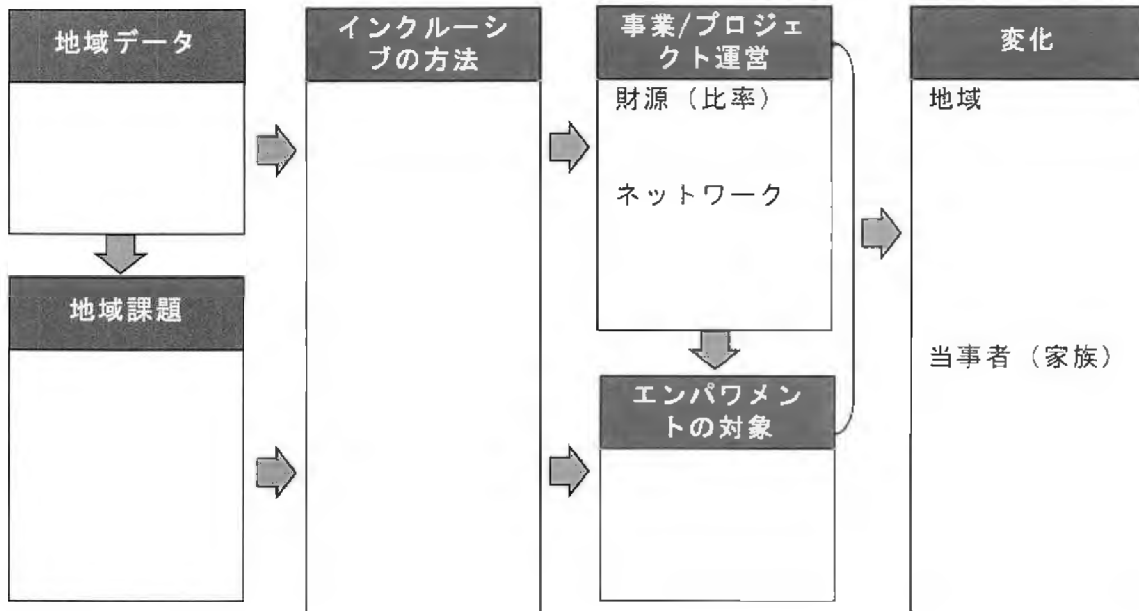 地域データ
地域課題
インクルーシ
ブの方法
事業/プロジェ
クト運営
財源（比率）
ネットワーク
エンパワメン
トの対象
変化
地域
当事者（家族）